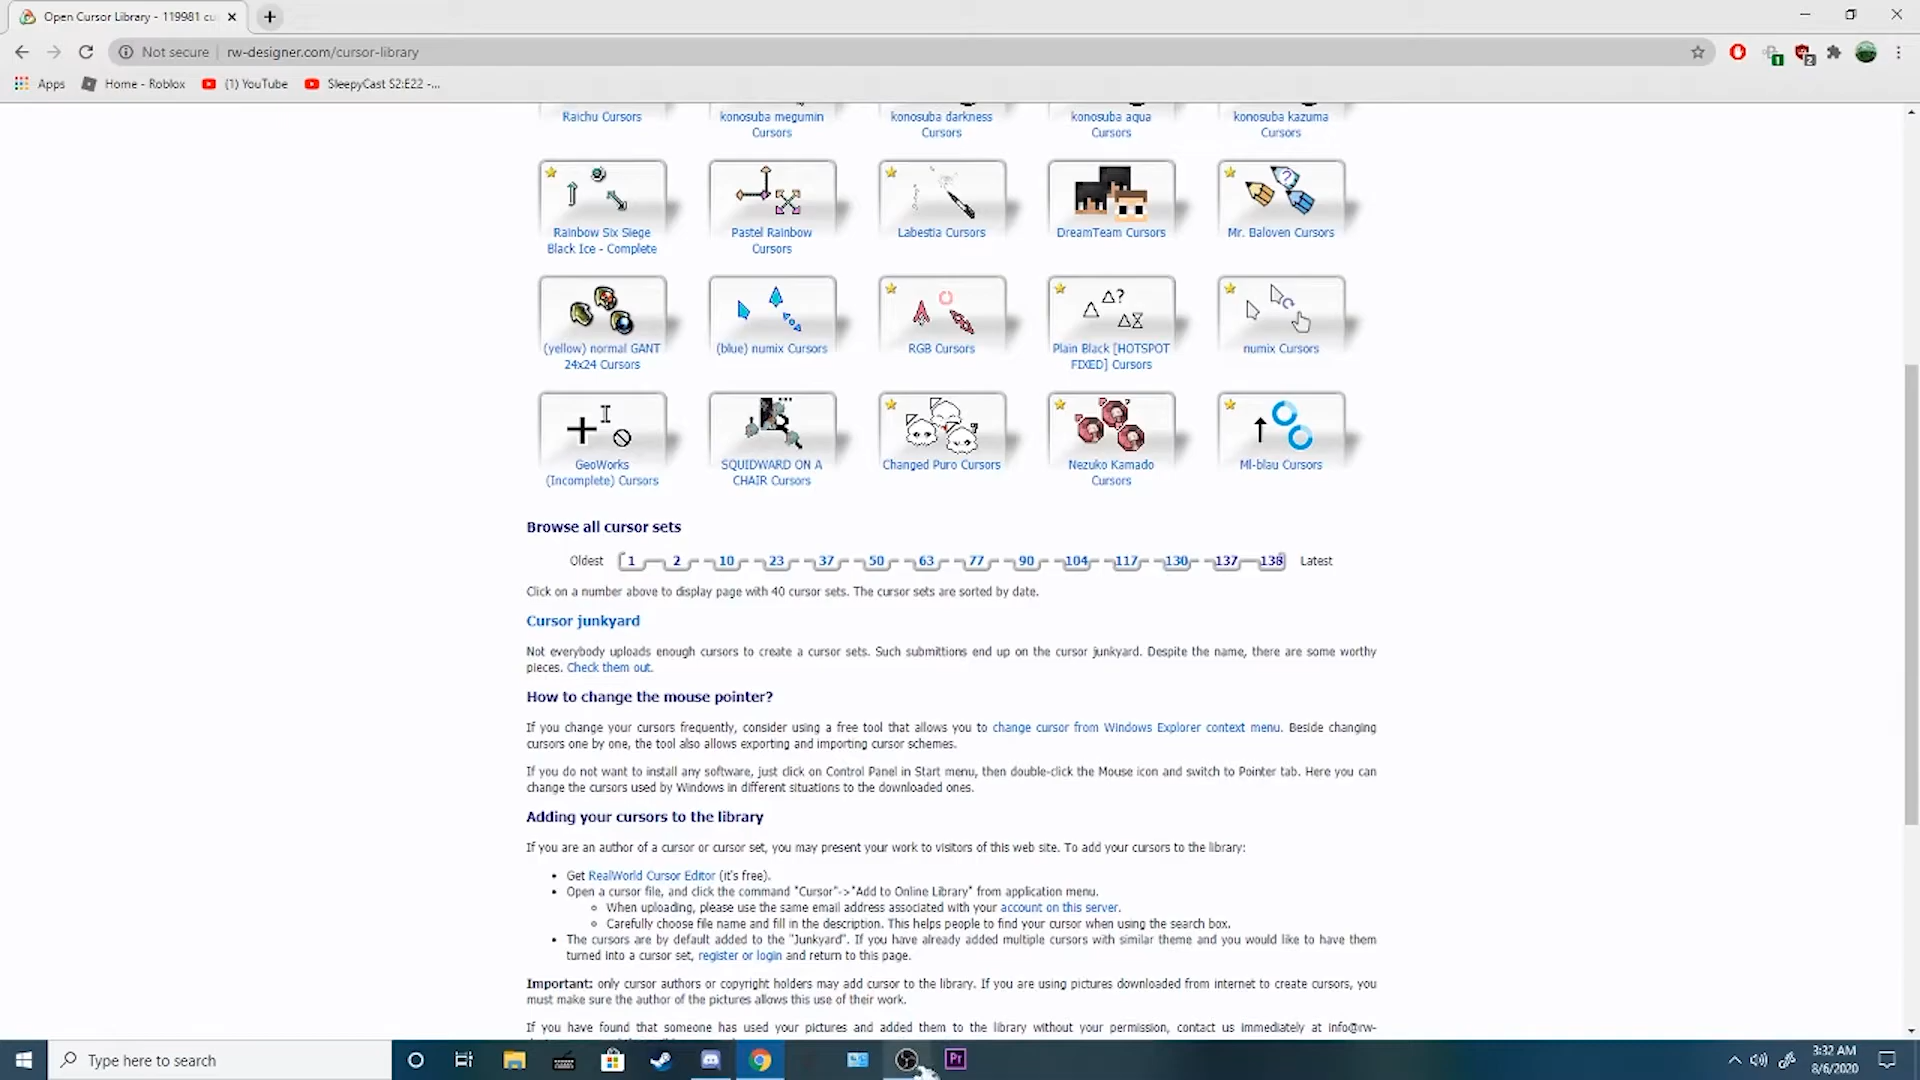 Open Cursor Library - 119981 cu
Not secure rw-designer.com/cursor-library
1
2
Apps Home - Roblox (1) YouTube SleepyCast S2:E22 -...
Raichu Cursors
konosuba megumin
Cursors
konosuba darkness
Cursors
konosuba aqua
Cursors
konosuba kazuma
Cursors
Rainbow Six Siege
Black Ice - Complete
Pastel Rainbow
Cursors
Labestia Cursors
DreamTeam Cursors
Mr. Baloven Cursors
(yellow) normal GANT
24x24 Cursors
(blue) numix Cursors
RGB Cursors
Plain Black [HOTSPOT
FIXED] Cursors
numix Cursors
GeoWorks
(Incomplete) Cursors
SQUIDWARD ON A
CHAIR Cursors
Changed Puro Cursors
Nezuko Kamado
Cursors
Ml-blau Cursors
Browse all cursor sets
Oldest 1 2 10 23 37 50 63 77 90 104 117 130 137 138 Latest
Click on a number above to display page with 40 cursor sets. The cursor sets are sorted by date.
Cursor junkyard
Not everybody uploads enough cursors to create a cursor sets. Such submittions end up on the cursor junkyard. Despite the name, there are some worthy
pieces. Check them out.
How to change the mouse pointer?
If you change your cursors frequently, consider using a free tool that allows you to change cursor from Windows Explorer context menu. Beside changing
cursors one by one, the tool also allows exporting and importing cursor schemes.
If you do not want to install any software, just click on Control Panel in Start menu, then double-click the Mouse icon and switch to Pointer tab. Here you can
change the cursors used by Windows in different situations to the downloaded ones.
Adding your cursors to the library
If you are an author of a cursor or cursor set, you may present your work to visitors of this web site. To add your cursors to the library:
• Get RealWorld Cursor Editor (it's free).
• Open a cursor file, and click the command "Cursor"->"Add to Online Library" from application menu.
○ When uploading, please use the same email address associated with your account on this server.
○ Carefully choose file name and fill in the description. This helps people to find your cursor when using the search box.
• The cursors are by default added to the "Junkyard". If you have already added multiple cursors with similar theme and you would like to have them
turned into a cursor set, register or login and return to this page.
Important: only cursor authors or copyright holders may add cursor to the library. If you are using pictures downloaded from internet to create cursors, you
must make sure the author of the pictures allows this use of their work.
If you have found that someone has used your pictures and added them to the library without your permission, contact us immediately at info@rw-
Type here to search
Pr
3:32 AM
8/6/2020